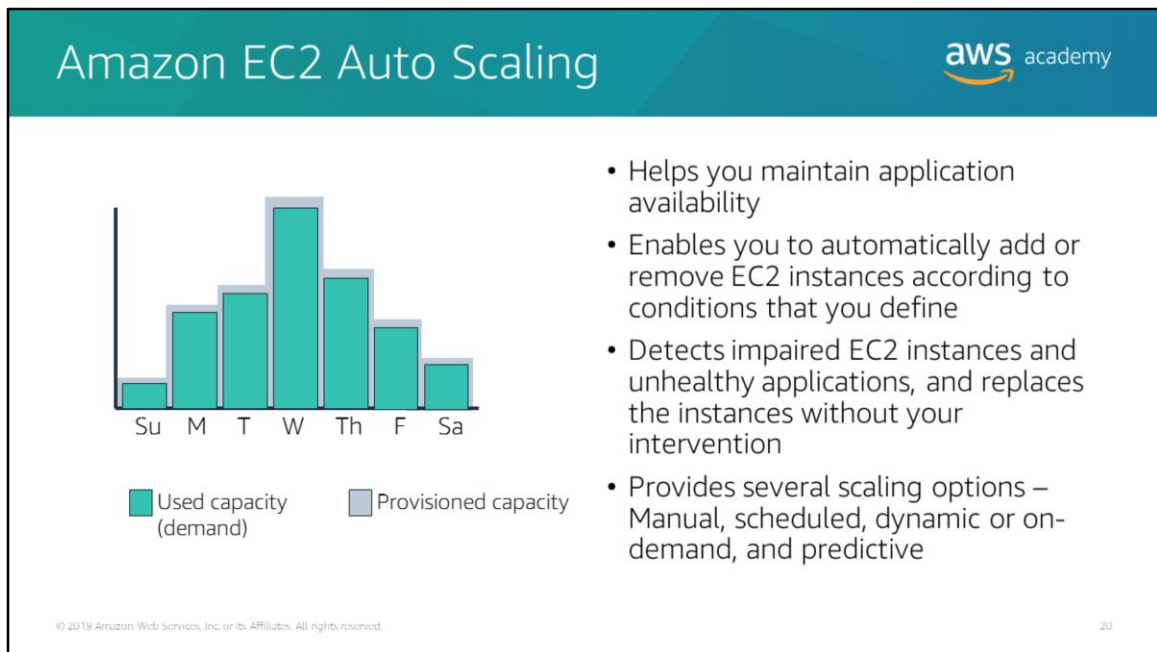 Amazon EC2 Auto Scaling
aws academy
Su M T W Th F Sa
Used capacity
(demand)
Provisioned capacity
• Helps you maintain application
availability
• Enables you to automatically add or
remove EC2 instances according to
conditions that you define
• Detects impaired EC2 instances and
unhealthy applications, and replaces
the instances without your
intervention
• Provides several scaling options –
Manual, scheduled, dynamic or on-
demand, and predictive
© 2019 Amazon Web Services, Inc. or its Affiliates. All rights reserved.
20